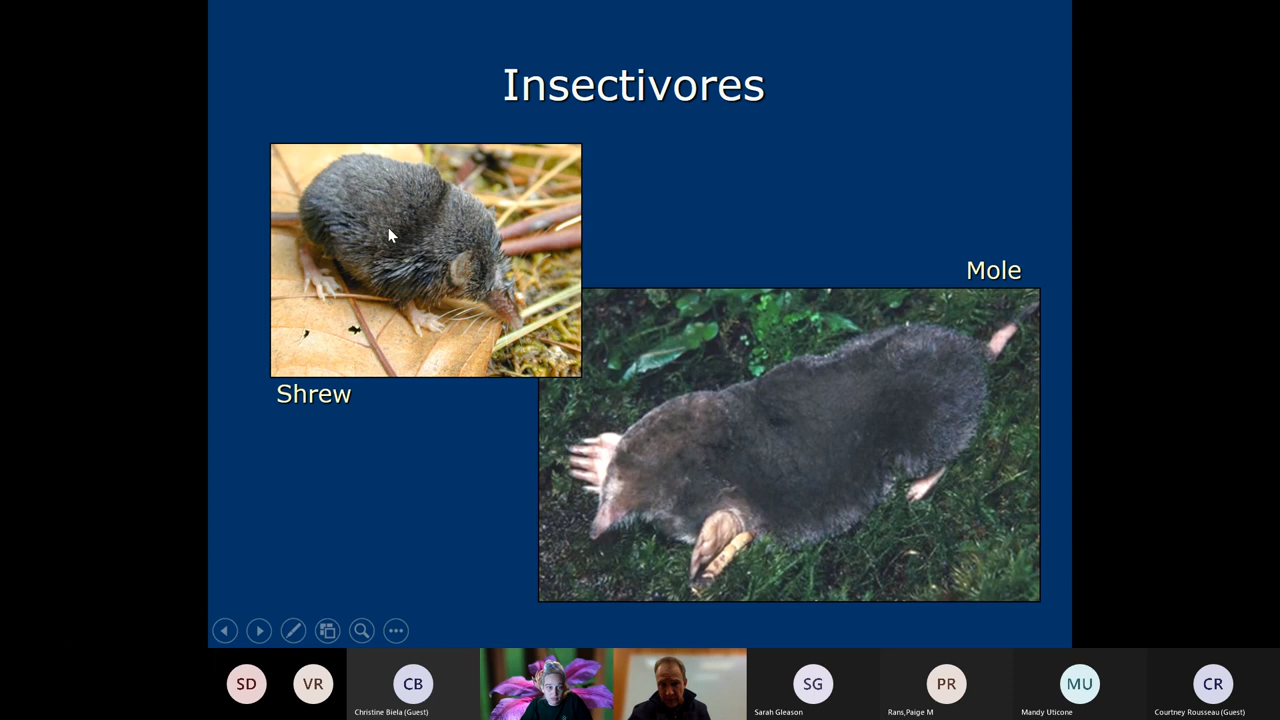 Insectivores
Mole
Shrew
SD
VR
CB
Christine Biela (Guest)
SG
Sarah Gleason
PR
Rans,Paige M
MU
Mandy Uticone
CR
Courtney Rousseau (Guest)